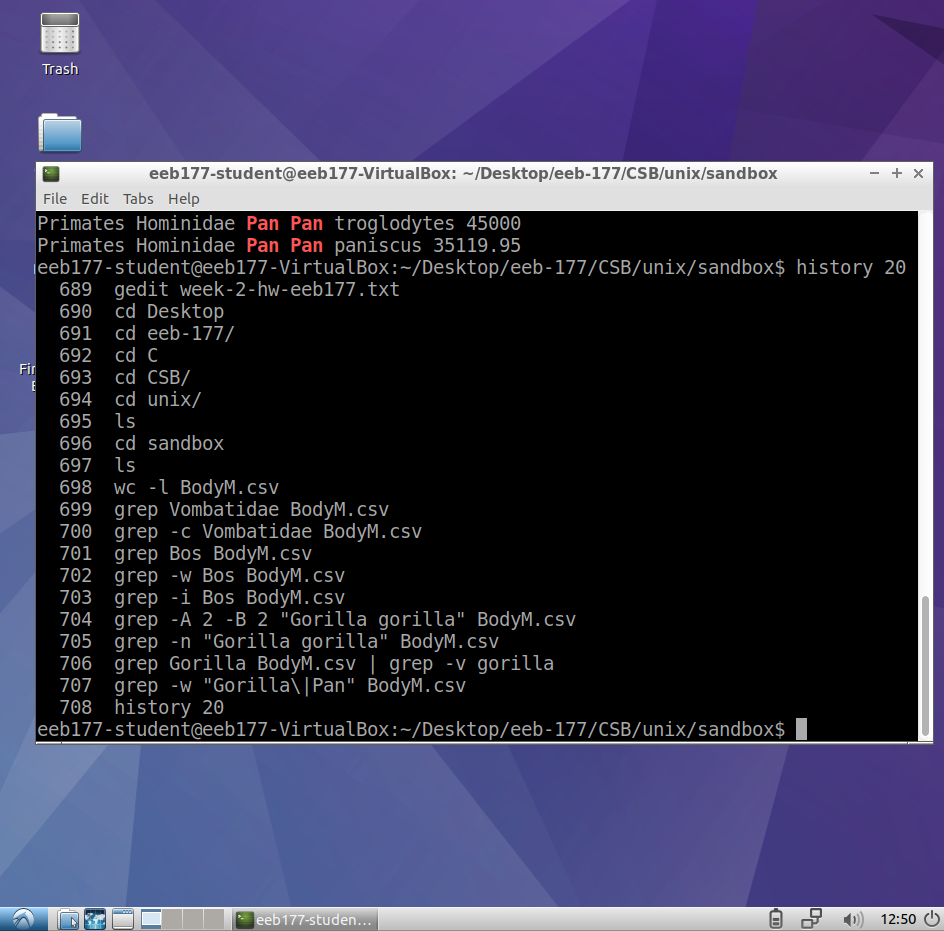 Trash
eeb177-student@eeb177-VirtualBox: ~/Desktop/eeb-177/CSB/unix/sandbox
File Edit Tabs Help
Primates Hominidae Pan Pan troglodytes 45000
Primates Hominidae Pan Pan paniscus 35119.95
eeb177-student@eeb177-VirtualBox:~/Desktop/eeb-177/CSB/unix/sandbox$ history 20
689 gedit week-2-hw-eeb177.txt
690 cd Desktop
691 cd eeb-177/
692 cd C
693 cd CSB/
694 cd unix/
695 ls
696 cd sandbox
697 ls
698 wc -l BodyM.csv
699 grep Vombatidae BodyM.csv
700 grep -c Vombatidae BodyM.csv
701 grep Bos BodyM.csv
702 grep -w Bos BodyM.csv
703 grep -i Bos BodyM.csv
704 grep -A 2 -B 2 "Gorilla gorilla" BodyM.csv
705 grep -n "Gorilla gorilla" BodyM.csv
706 grep Gorilla BodyM.csv | grep -v gorilla
707 grep -w "Gorilla\|Pan" BodyM.csv
708 history 20
eeb177-student@eeb177-VirtualBox:~/Desktop/eeb-177/CSB/unix/sandbox$
eeb177-studen...
12:50